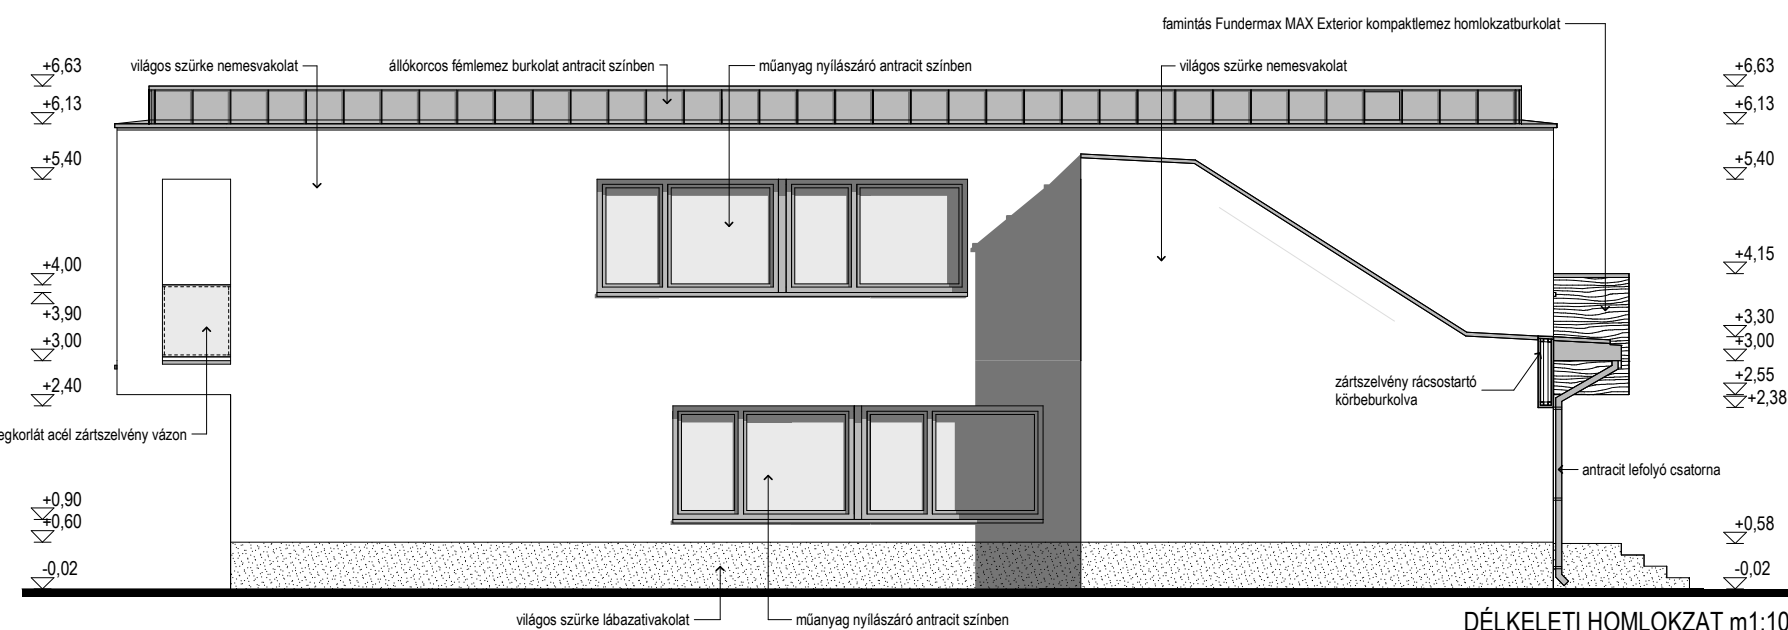 famintás Fundermax MAX Exterior kompaktlemez homlokzatburkolat
+6,63
világos szürke nemesvakolat
állókorcos fémlemez burkolat antracit színben
műanyag nyílászáró antracit színben
világos szürke nemesvakolat
+6,63
+6,13
+6,13
+5,40
+5,40
+4,00
+4,15
+3,90
+3,30
+3,00
+3,00
+2,40
zártszelvény rácsostartó
körbeburkolva
+2,55
+2,38
egkorlát acél zártszelvény vázon
antracit lefolyó csatorna
+0,90
+0,60
+0,58
-0,02
-0,02
világos szürke lábazativakolat
műanyag nyílászáró antracit színben
DÉLKELETI HOMLOKZAT m1:10